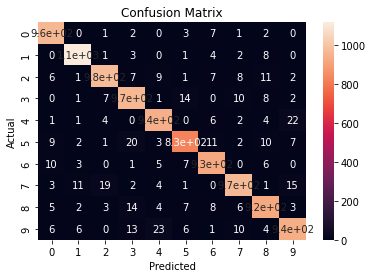 Confusion Matrix
Actual
0 9.6e+02 0 1 2 0 3 7 1 2 0
1 0 1.1e+03 1 3 0 1 4 2 8 0
2 6 1 9.8e+02 7 9 1 7 8 11 2
3 0 1 7 9.7e+02 1 14 0 10 8 2
4 1 1 4 0 9.4e+02 0 6 2 4 22
5 9 2 1 20 3 8.3e+02 11 2 10 7
6 10 3 0 1 5 7 9.3e+02 0 6 0
7 3 11 19 2 4 1 0 9.7e+02 1 15
8 5 2 3 14 4 7 8 6 9.2e+02 3
9 6 6 0 13 23 6 1 10 4 9.4e+02
0 1 2 3 4 5 6 7 8 9
Predicted
1000
800
600
400
200
0